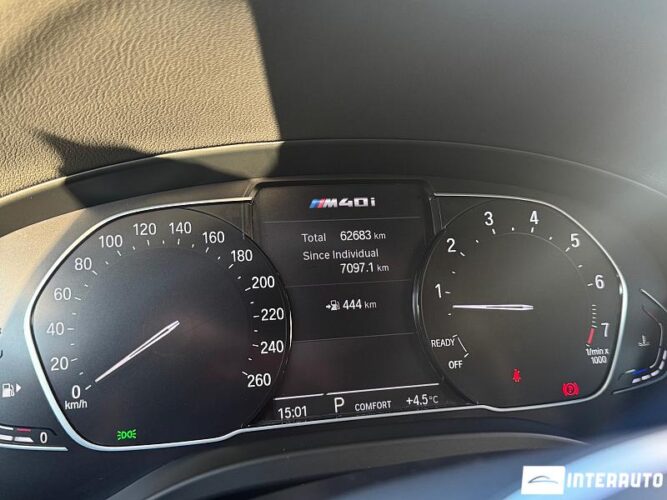 M40i
Total 62683 km
Since Individual
7097.1 km
444 km
0 20 40 60 80 100 120 140 160 180 200 220 240 260
km/h
OFF READY 1 2 3 4 5 6 7
1/min x
1000
15:01 P COMFORT +4.5°C
0
INTERAUTO